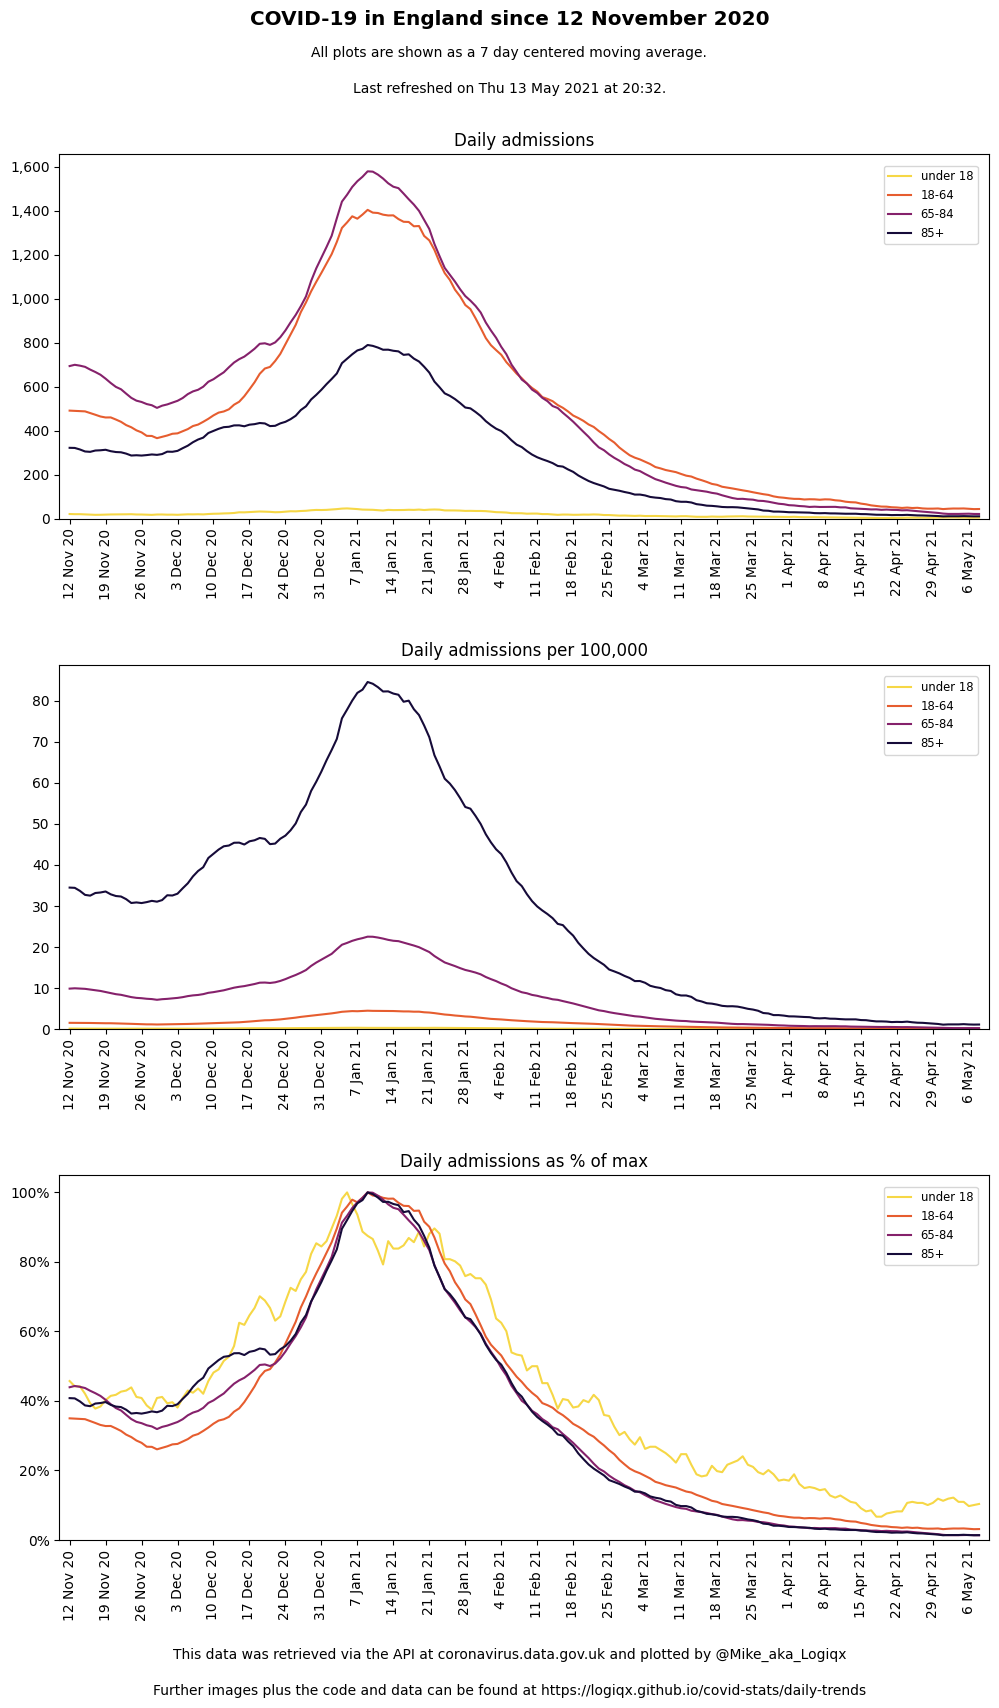 COVID-19 in England since 12 November 2020
All plots are shown as a 7 day centered moving average.
Last refreshed on Thu 13 May 2021 at 20:32.
Daily admissions
1,600
1,400
1,200
1,000
800
600
400
200
0
under 18
18-64
65-84
85+
12 Nov 20
19 Nov 20
26 Nov 20
3 Dec 20
10 Dec 20
17 Dec 20
24 Dec 20
31 Dec 20
7 Jan 21
14 Jan 21
21 Jan 21
28 Jan 21
4 Feb 21
11 Feb 21
18 Feb 21
25 Feb 21
4 Mar 21
11 Mar 21
18 Mar 21
25 Mar 21
1 Apr 21
8 Apr 21
15 Apr 21
22 Apr 21
29 Apr 21
6 May 21
Daily admissions per 100,000
80
70
60
50
40
30
20
10
0
under 18
18-64
65-84
85+
12 Nov 20
19 Nov 20
26 Nov 20
3 Dec 20
10 Dec 20
17 Dec 20
24 Dec 20
31 Dec 20
7 Jan 21
14 Jan 21
21 Jan 21
28 Jan 21
4 Feb 21
11 Feb 21
18 Feb 21
25 Feb 21
4 Mar 21
11 Mar 21
18 Mar 21
25 Mar 21
1 Apr 21
8 Apr 21
15 Apr 21
22 Apr 21
29 Apr 21
6 May 21
Daily admissions as % of max
100%
80%
60%
40%
20%
0%
under 18
18-64
65-84
85+
12 Nov 20
19 Nov 20
26 Nov 20
3 Dec 20
10 Dec 20
17 Dec 20
24 Dec 20
31 Dec 20
7 Jan 21
14 Jan 21
21 Jan 21
28 Jan 21
4 Feb 21
11 Feb 21
18 Feb 21
25 Feb 21
4 Mar 21
11 Mar 21
18 Mar 21
25 Mar 21
1 Apr 21
8 Apr 21
15 Apr 21
22 Apr 21
29 Apr 21
6 May 21
This data was retrieved via the API at coronavirus.data.gov.uk and plotted by @Mike_aka_Logiqx
Further images plus the code and data can be found at https://logiqx.github.io/covid-stats/daily-trends